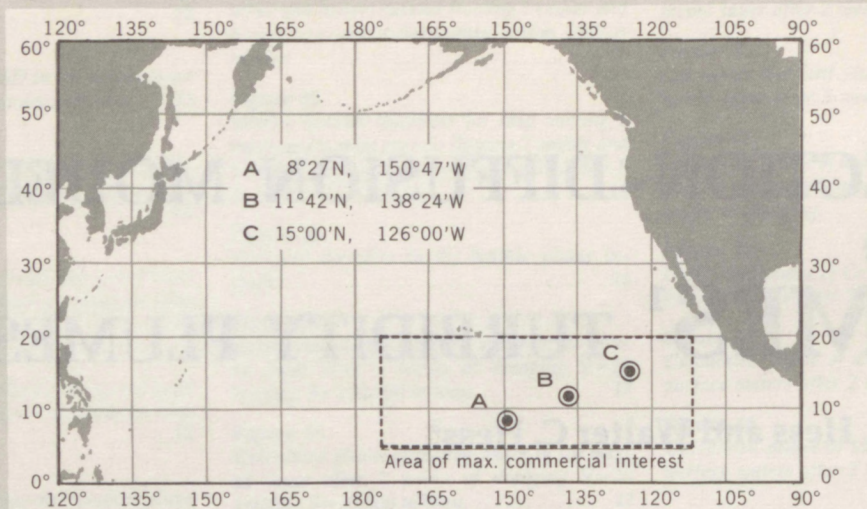 120° 135° 150° 165° 180° 165° 150° 135° 120° 105° 90°
60° 60°
50° 50°
A 8°27N, 150°47'W
40° B 11°42'N, 138°24'W 40°
C 15°00'N, 126°00'W
30° 30°
20° 20°
C
B
A
10° 10°
Area of max. commercial interest
0° 0°
120° 135° 150° 165° 180° 165° 150° 135° 120° 105° 90°